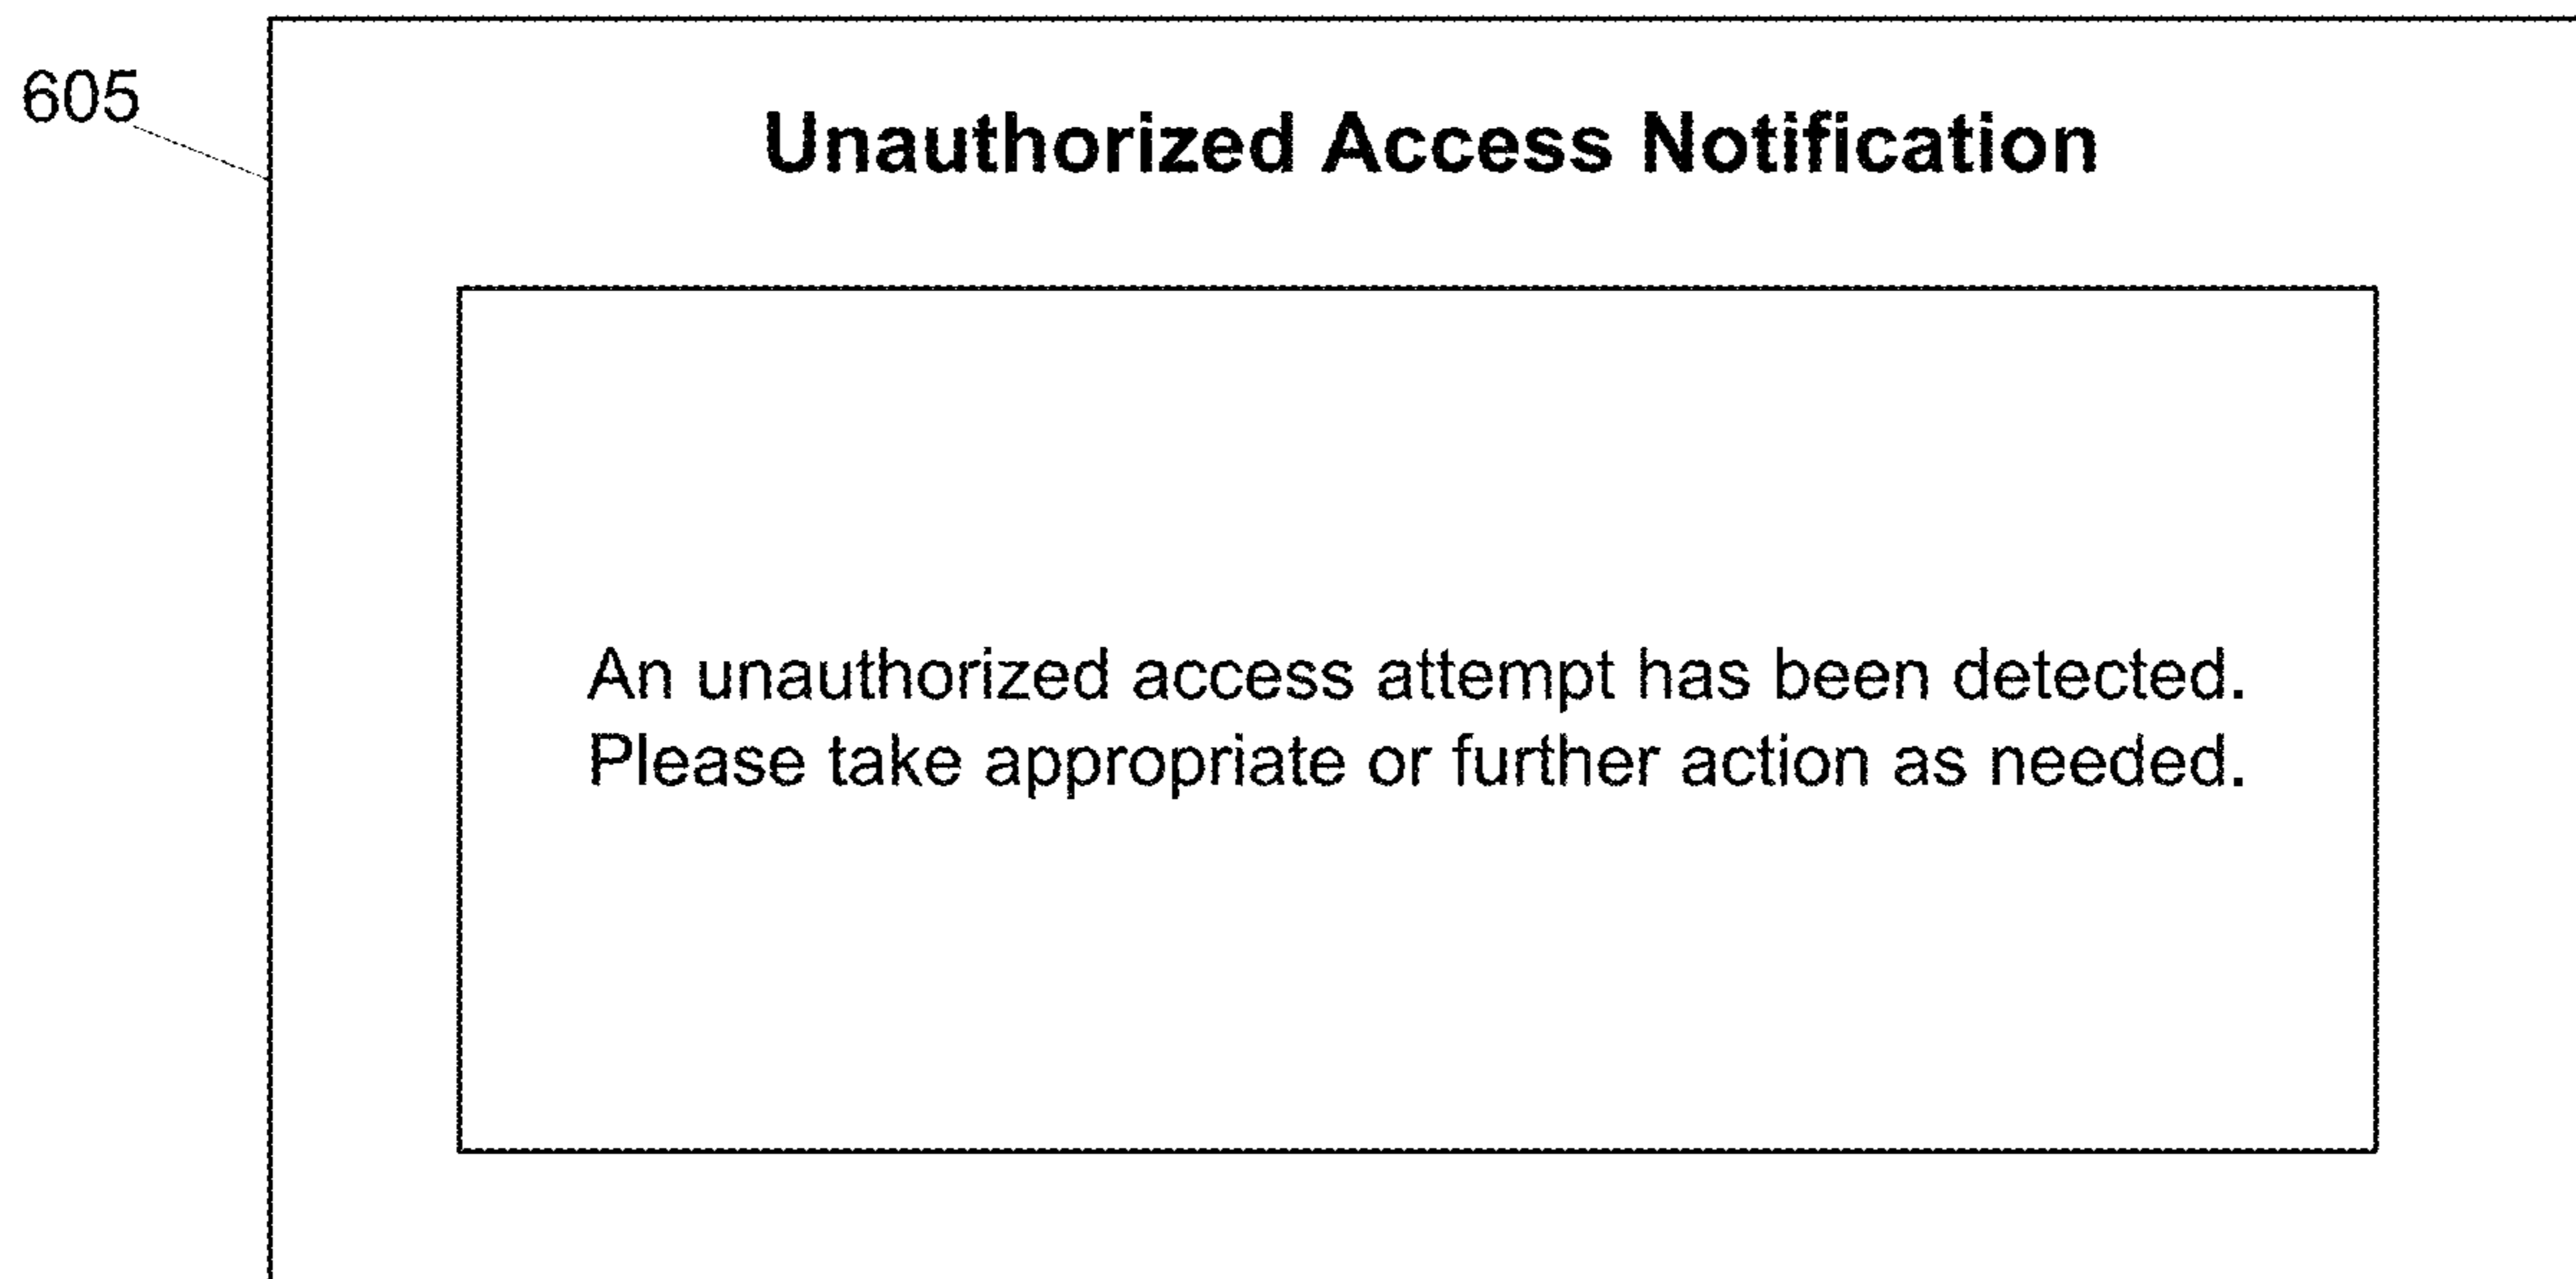 605
Unauthorized Access Notification
An unauthorized access attempt has been detected.
Please take appropriate or further action as needed.